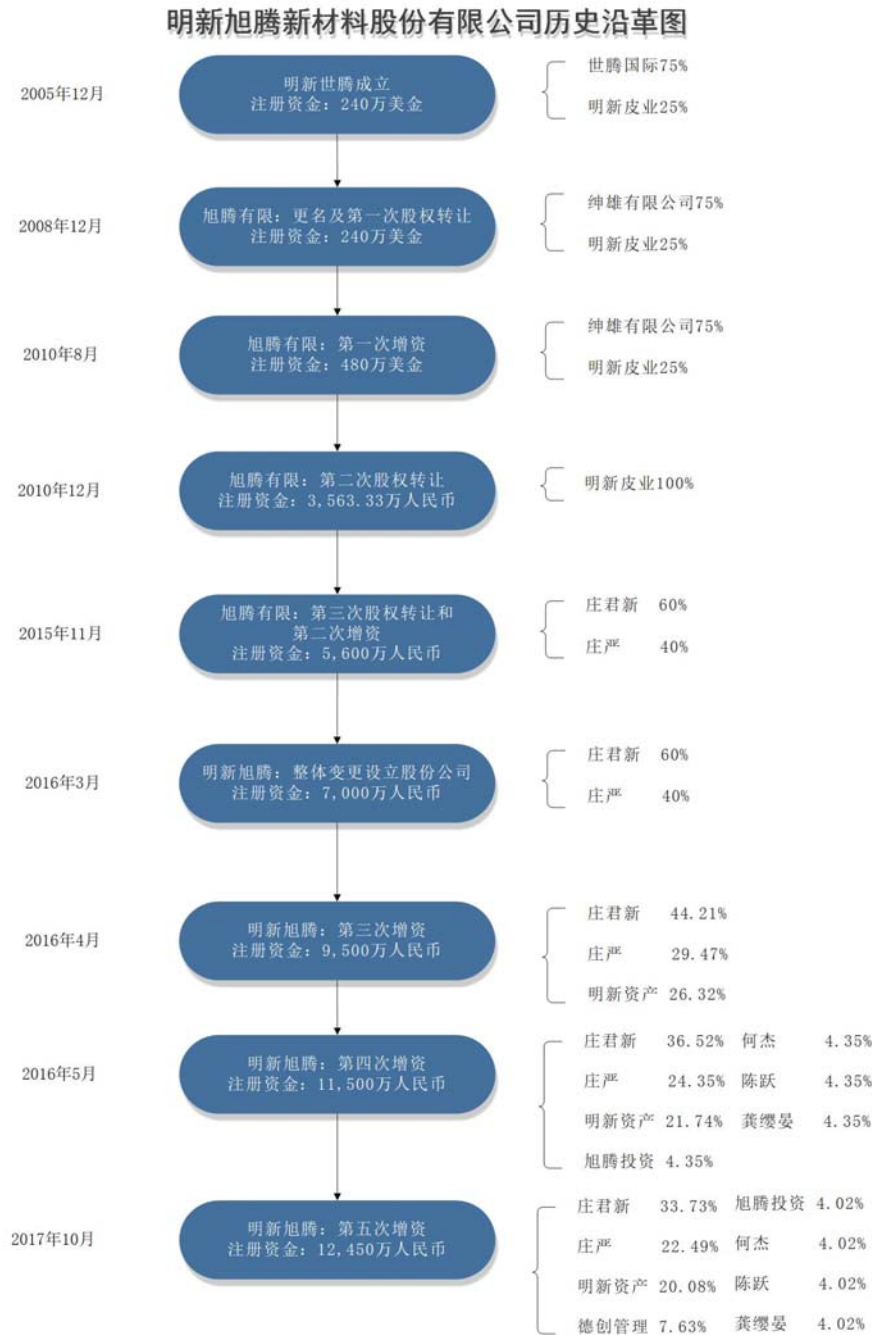 明新旭腾新材料股份有限公司历史沿革图
2005年12月
明新世腾成立
注册资金：240万美金
世腾国际75%
明新皮业25%
2008年12月
旭腾有限：更名及第一次股权转让
注册资金：240万美金
绅雄有限公司75%
明新皮业25%
2010年8月
旭腾有限：第一次增资
注册资金：480万美金
绅雄有限公司75%
明新皮业25%
2010年12月
旭腾有限：第二次股权转让
注册资金：3,563.33万人民币
明新皮业100%
2015年11月
旭腾有限：第三次股权转让和
第二次增资
注册资金：5,600万人民币
庄君新 60%
庄严 40%
2016年3月
明新旭腾：整体变更设立股份公司
注册资金：7,000万人民币
庄君新 60%
庄严 40%
2016年4月
明新旭腾：第三次增资
注册资金：9,500万人民币
庄君新 44.21%
庄严 29.47%
明新资产 26.32%
2016年5月
明新旭腾：第四次增资
注册资金：11,500万人民币
庄君新 36.52% 何杰 4.35%
庄严 24.35% 陈跃 4.35%
明新资产 21.74% 龚缨晏 4.35%
旭腾投资 4.35%
2017年10月
明新旭腾：第五次增资
注册资金：12,450万人民币
庄君新 33.73% 旭腾投资 4.02%
庄严 22.49% 何杰 4.02%
明新资产 20.08% 陈跃 4.02%
德创管理 7.63% 龚缨晏 4.02%